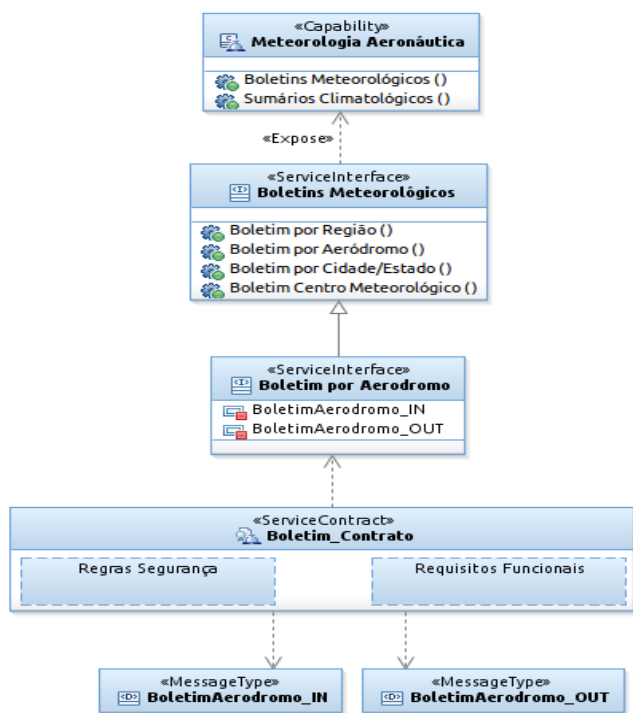 «Capability»
Meteorologia Aeronáutica
Boletins Meteorológicos ()
Sumários Climatológicos ()
«Expose»
«ServiceInterface»
Boletins Meteorológicos
Boletim por Região ()
Boletim por Aeródromo ()
Boletim por Cidade/Estado ()
Boletim Centro Meteorológico ()
«ServiceInterface»
Boletim por Aerodromo
BoletimAerodromo_IN
BoletimAerodromo_OUT
«ServiceContract»
Boletim_Contrato
Regras Segurança
Requisitos Funcionais
«MessageType»
BoletimAerodromo_IN
«MessageType»
BoletimAerodromo_OUT